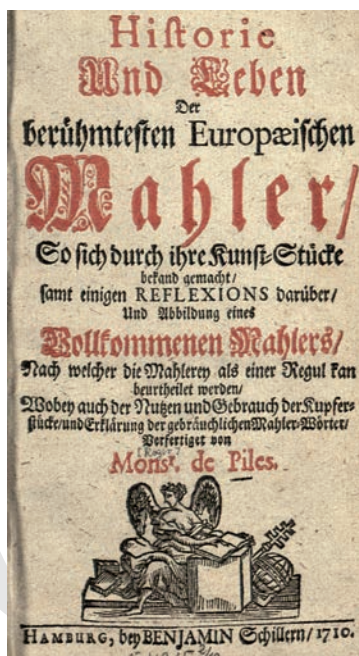 Historie
Und Leben
Der
berühmtesten Europæischen
Mahler/
So sich durch ihre Kunst-Stücke
bekand gemacht/
samt einigen REFLEXIONS darüber/
Und Abbildung eines
Vollkommenen Mahlers/
Nach welcher die Mahlerey als einer Regul kan
beurtheilet werden/
Wobey auch der Nutzen und Gebrauch der Kupfer-
stücke/und Erklärung der gebräuchlichen Mahler-Wörter/
Verfertiget von
[Roger]
Monsr. de Piles.
HAMBURG, bey BENJAMIN Schillern/1710.